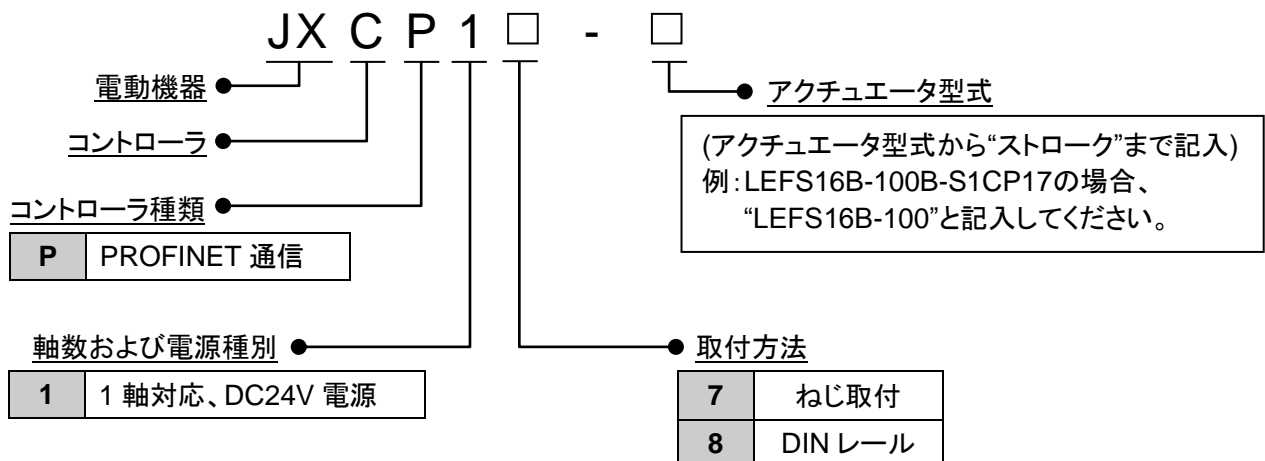 JX C P 1 □ - □
電動機器
アクチュエータ型式
コントローラ
(アクチュエータ型式から“ストローク”まで記入)
例:LEFS16B-100B-S1CP17の場合、
“LEFS16B-100”と記入してください。
コントローラ種類
P PROFINET 通信
軸数および電源種別
1 1 軸対応、DC24V 電源
取付方法
7 ねじ取付
8 DIN レール